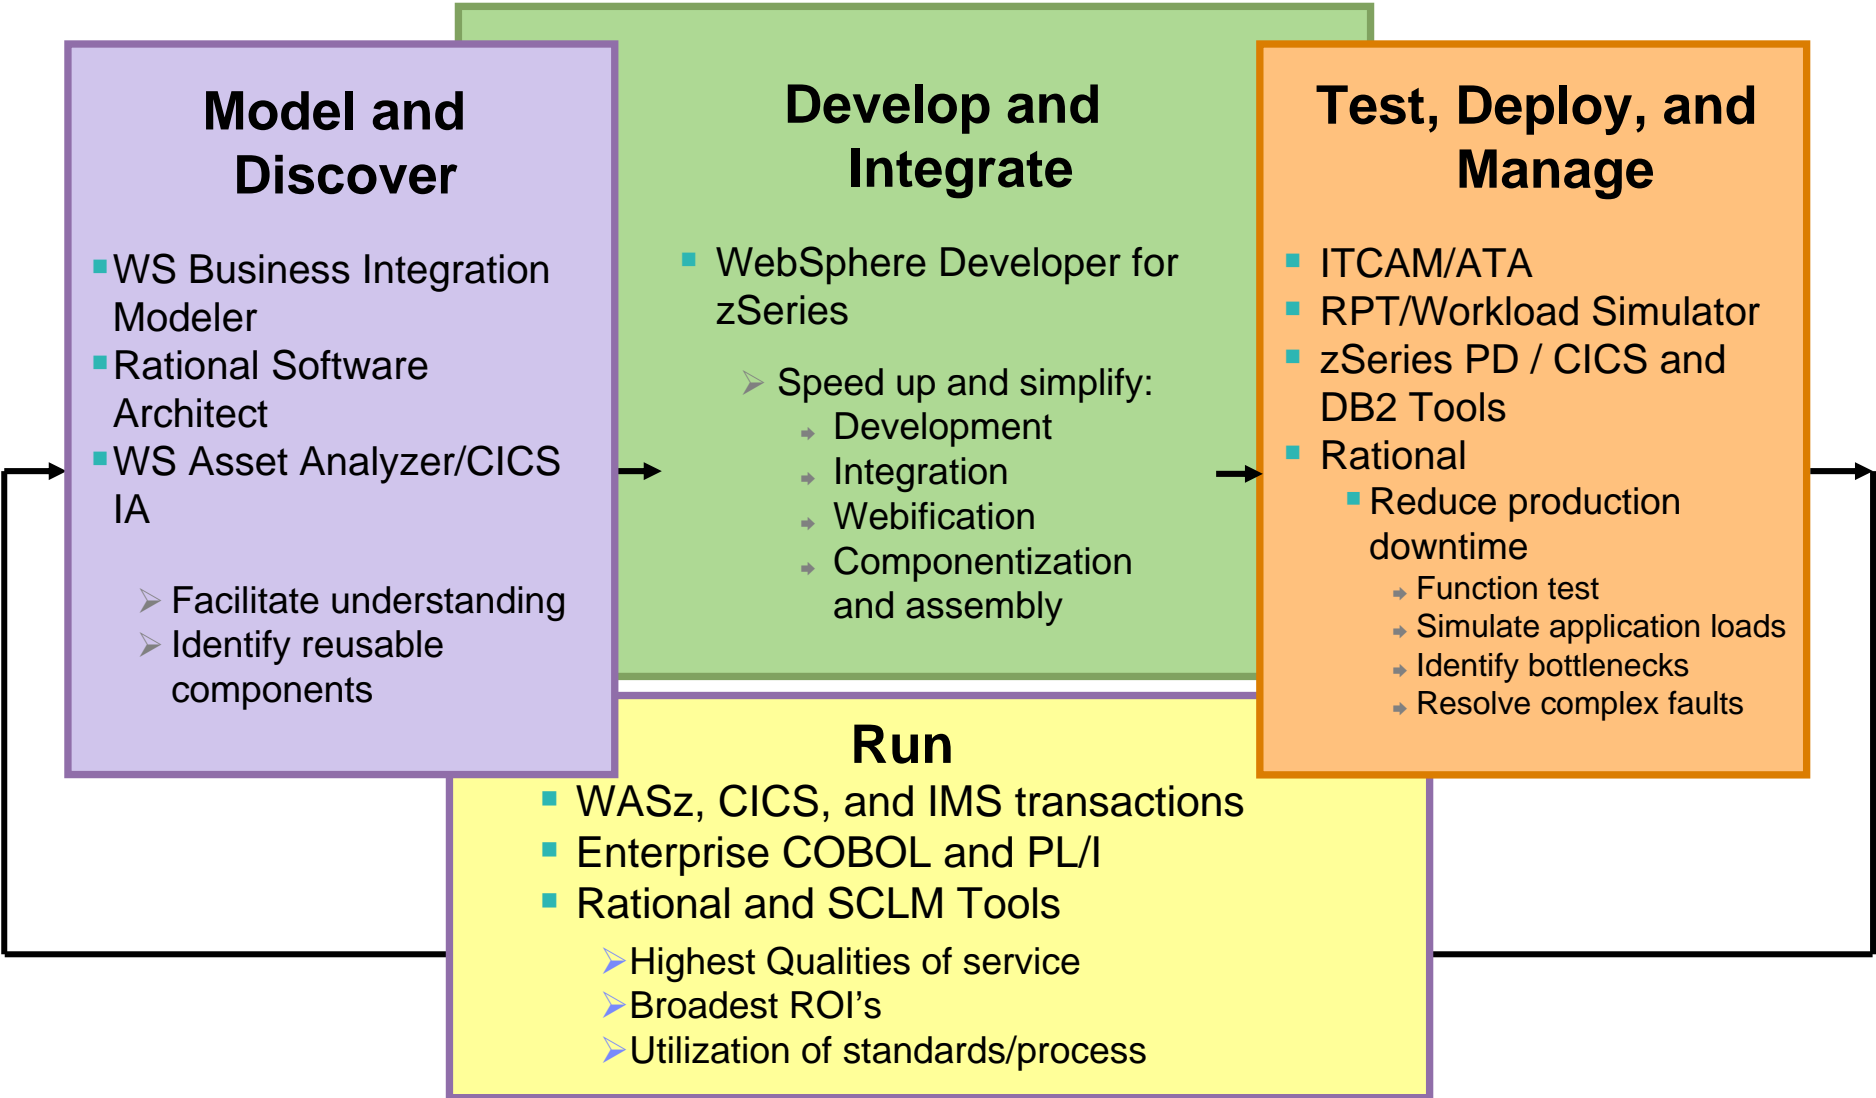 Model and
Discover
WS Business Integration
Modeler
Rational Software
Architect
WS Asset Analyzer/CICS
IA
Facilitate understanding
Identify reusable
components
Develop and
Integrate
WebSphere Developer for
zSeries
Speed up and simplify:
Development
Integration
Webification
Componentization
and assembly
Test, Deploy, and
Manage
ITCAM/ATA
RPT/Workload Simulator
zSeries PD / CICS and
DB2 Tools
Rational
Reduce production
downtime
Function test
Simulate application loads
Identify bottlenecks
Resolve complex faults
Run
WASz, CICS, and IMS transactions
Enterprise COBOL and PL/I
Rational and SCLM Tools
Highest Qualities of service
Broadest ROI’s
Utilization of standards/process